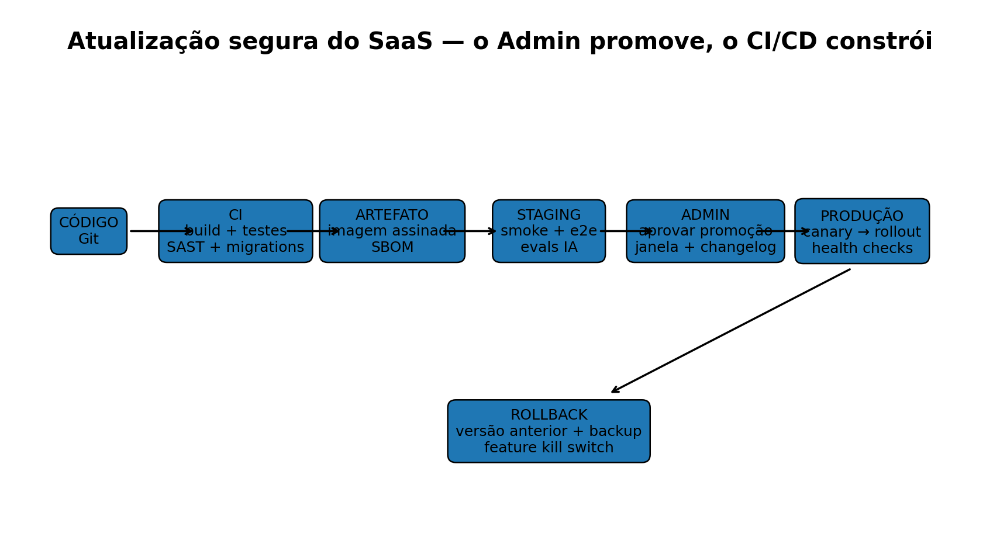 Atualização segura do SaaS — o Admin promove, o CI/CD constrói
CÓDIGO
Git
CI
build + testes
SAST + migrations
ARTEFATO
imagem assinada
SBOM
STAGING
smoke + e2e
evals IA
ADMIN
aprovar promoção
janela + changelog
PRODUÇÃO
canary → rollout
health checks
ROLLBACK
versão anterior + backup
feature kill switch